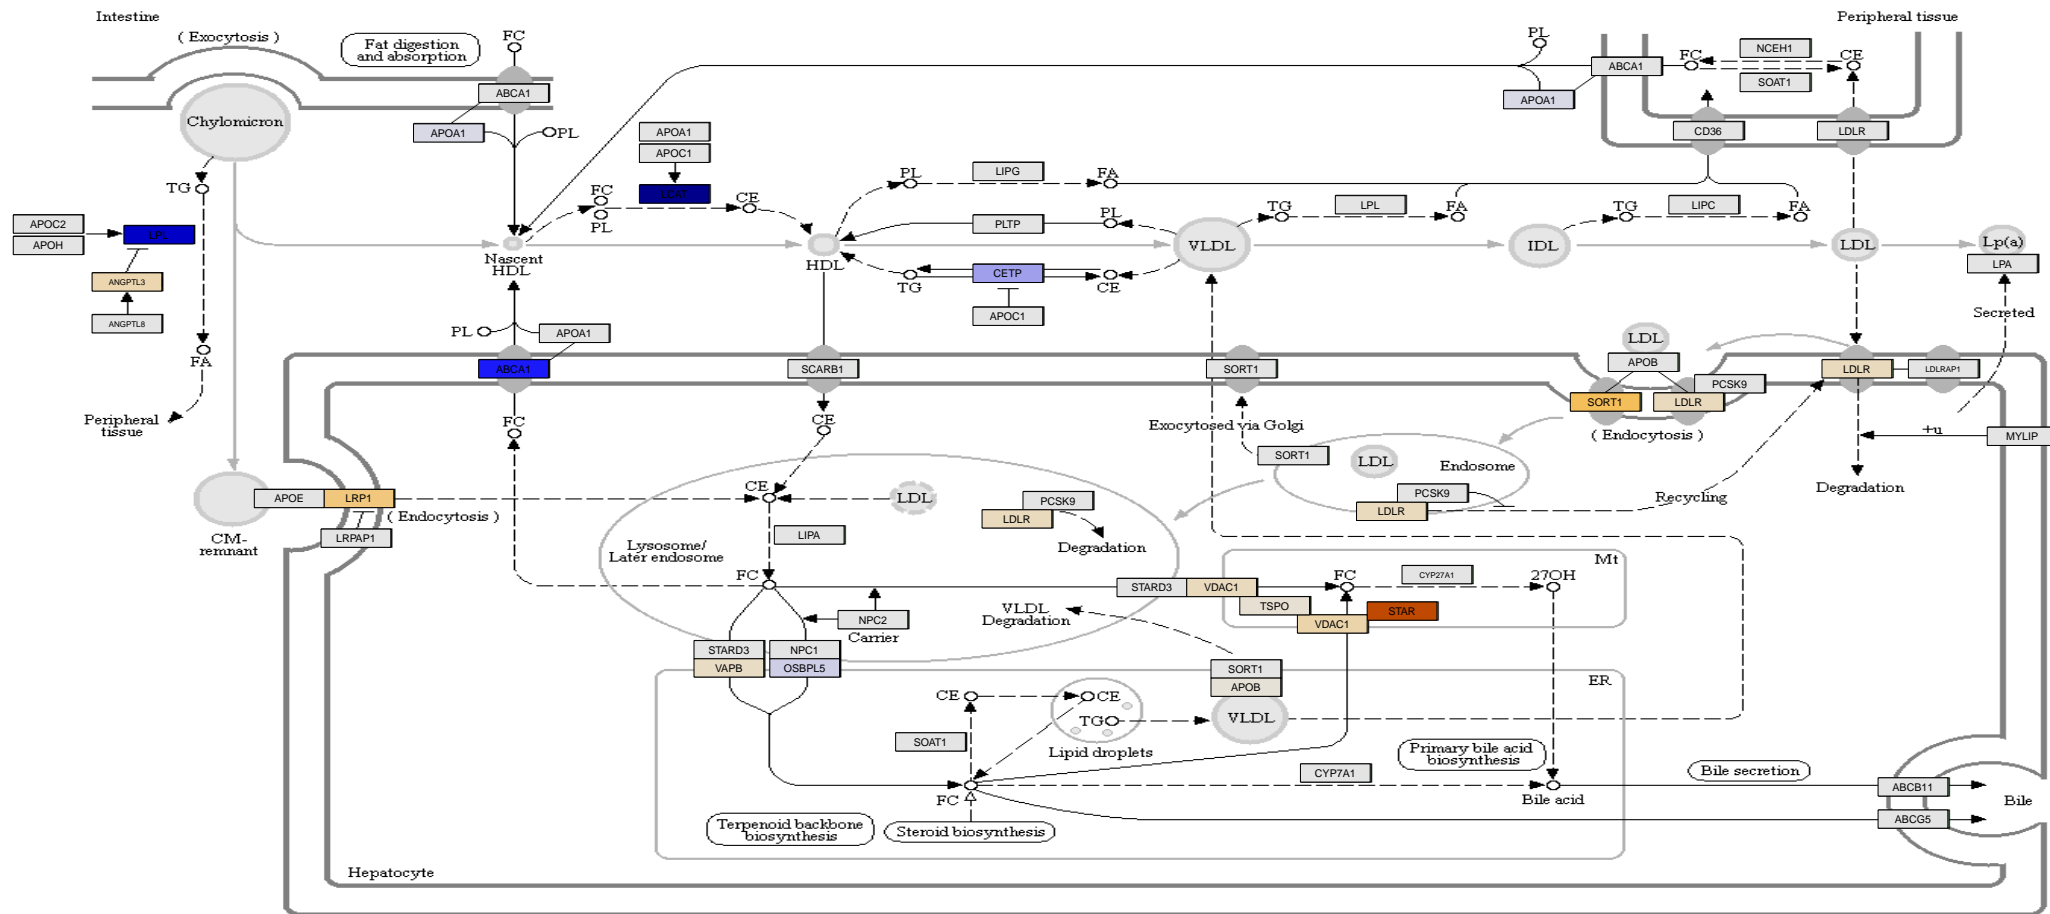 Intestine
( Exocytosis )
Fat digestion
and absorption
FC
ABCA1
APOA1
PL
Chylomicron
TG
APOC2
APOH
LPL
ANGPTL3
ANGPTL8
FA
Peripheral
tissue
Nascent
HDL
FC
PL
APOA1
APOC1
LCAT
CE
HDL
PL
LIPG
FA
PLTP
PL
CETP
TG
CE
APOC1
VLDL
TG
LPL
FA
IDL
TG
LIPC
FA
LDL
Lp(a)
LPA
Secreted
Peripheral tissue
PL
ABCA1
APOA1
FC
NCEH1
SOAT1
CE
CD36
LDLR
PL
APOA1
ABCA1
FC
SCARB1
CE
SORT1
Exocytosed via Golgi
LDL
APOB
PCSK9
SORT1
LDLR
( Endocytosis )
LDLR
LDLRAP1
+u
MYLIP
Degradation
SORT1
LDL
Endosome
PCSK9
LDLR
Recycling
CM-
remnant
APOE
LRP1
( Endocytosis )
LRPAP1
CE
LDL
LIPA
Lysosome/
Later endosome
PCSK9
LDLR
Degradation
FC
NPC2
Carrier
STARD3
VAPB
NPC1
OSBPL5
STARD3
VDAC1
TSPO
VDAC1
STAR
FC
CYP27A1
27OH
Mt
VLDL
Degradation
SORT1
APOB
VLDL
ER
CE
CE
TG
Lipid droplets
SOAT1
FC
CYP7A1
Primary bile acid
biosynthesis
Bile acid
Bile secretion
ABCB11
ABCG5
Bile
Terpenoid backbone
biosynthesis
Steroid biosynthesis
Hepatocyte